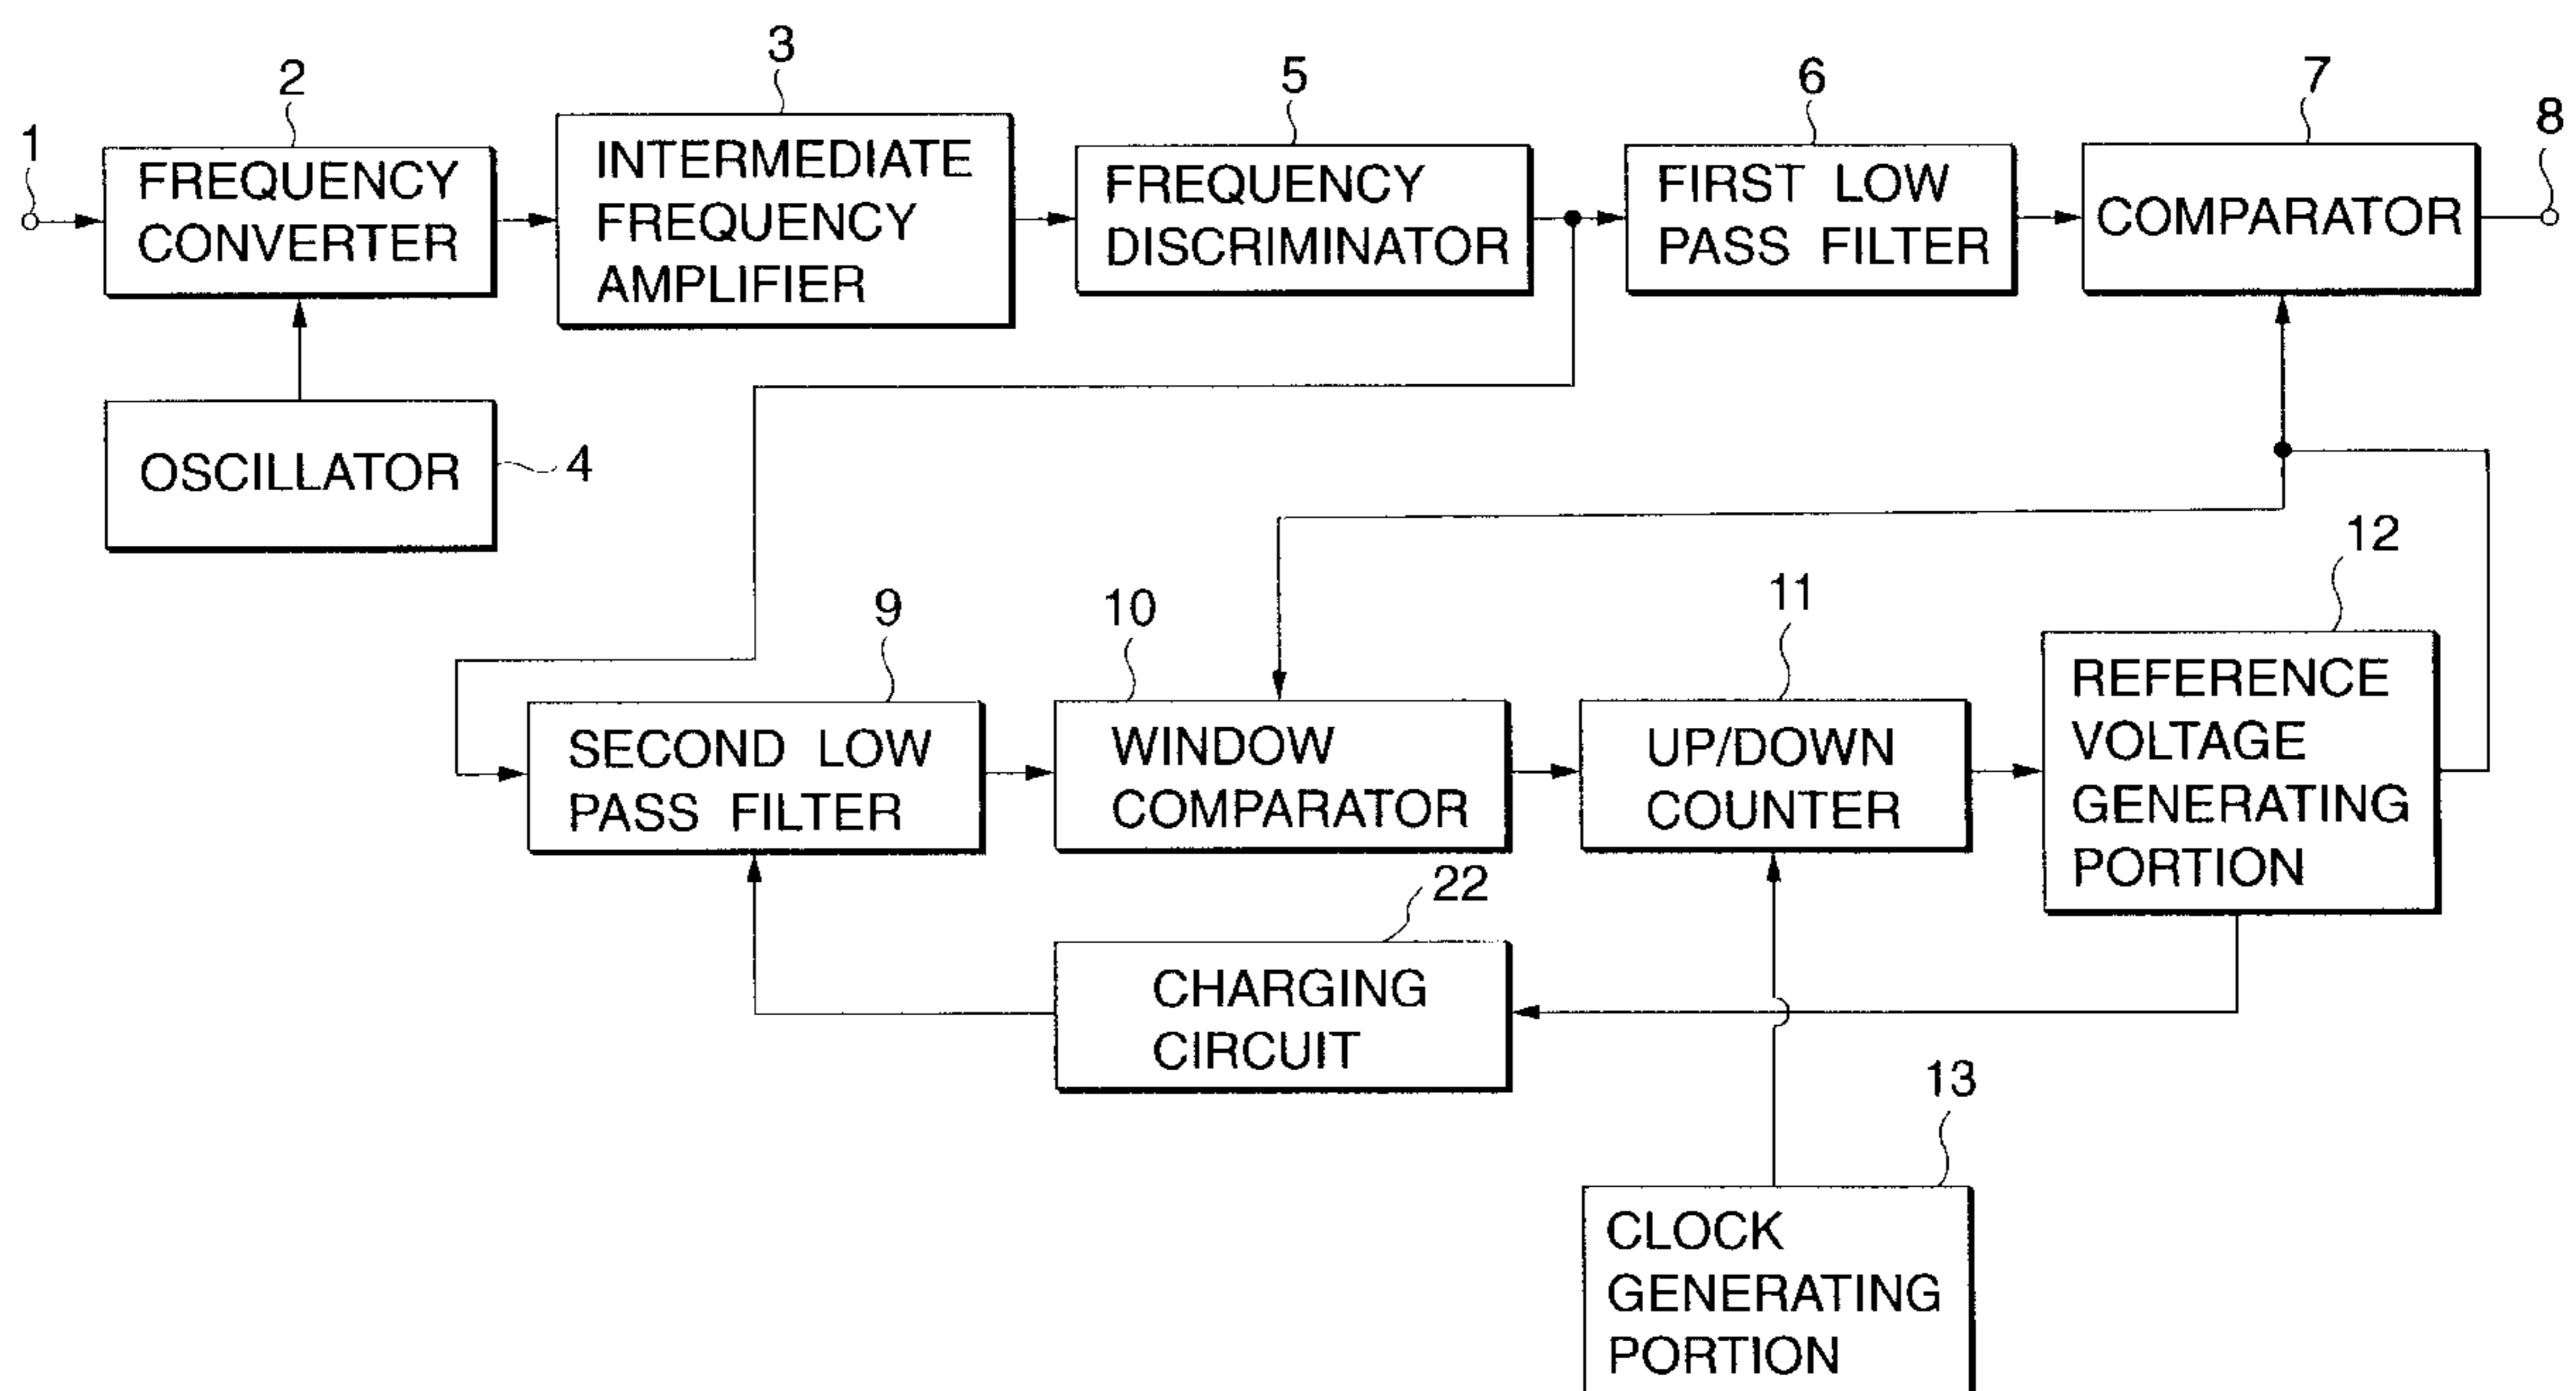 1
2
FREQUENCY
CONVERTER
3
INTERMEDIATE
FREQUENCY
AMPLIFIER
5
FREQUENCY
DISCRIMINATOR
6
FIRST LOW
PASS FILTER
7
COMPARATOR
8
OSCILLATOR
4
9
SECOND LOW
PASS FILTER
10
WINDOW
COMPARATOR
11
UP/DOWN
COUNTER
12
REFERENCE
VOLTAGE
GENERATING
PORTION
22
CHARGING
CIRCUIT
13
CLOCK
GENERATING
PORTION